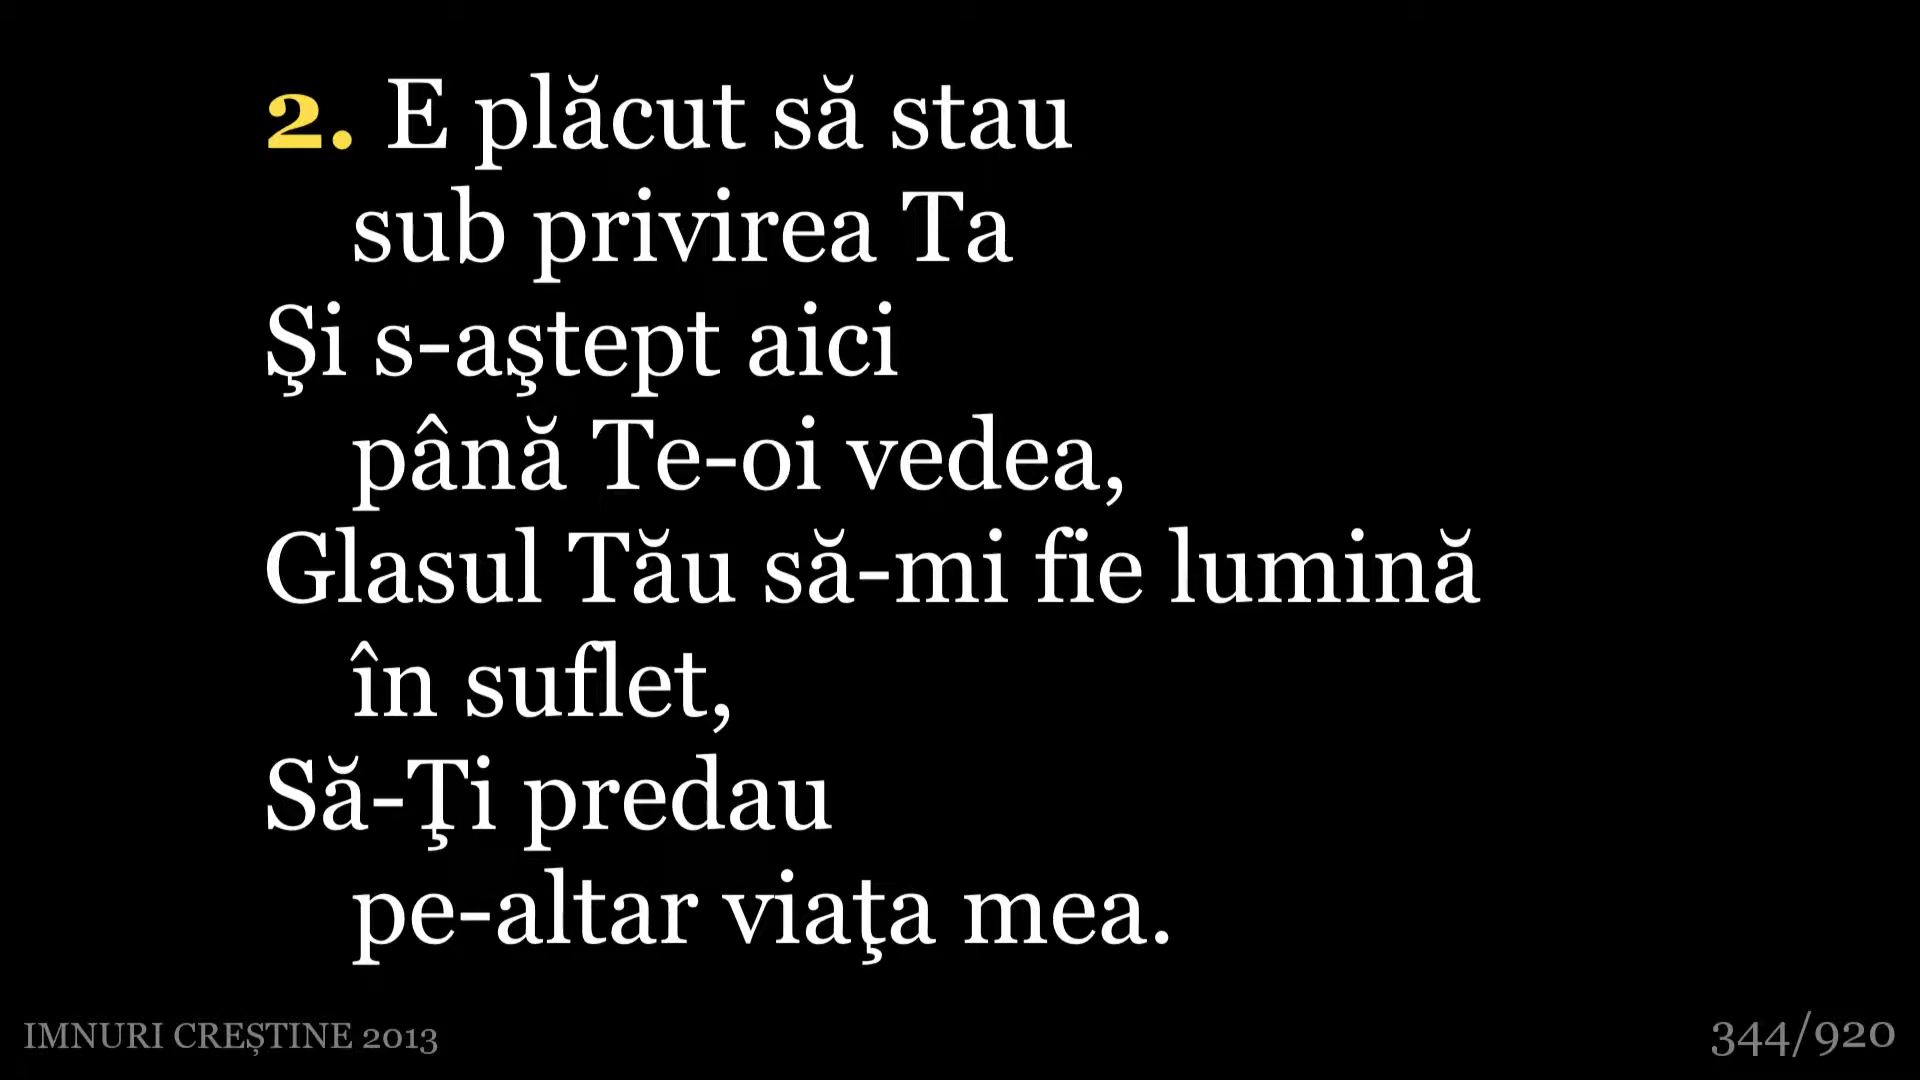 2. E plăcut să stau
sub privirea Ta
Şi s-aştept aici
până Te-oi vedea,
Glasul Tău să-mi fie lumină
în suflet,
Să-Ţi predau
pe-altar viaţa mea.
IMNURI CREȘTINE 2013
344/920